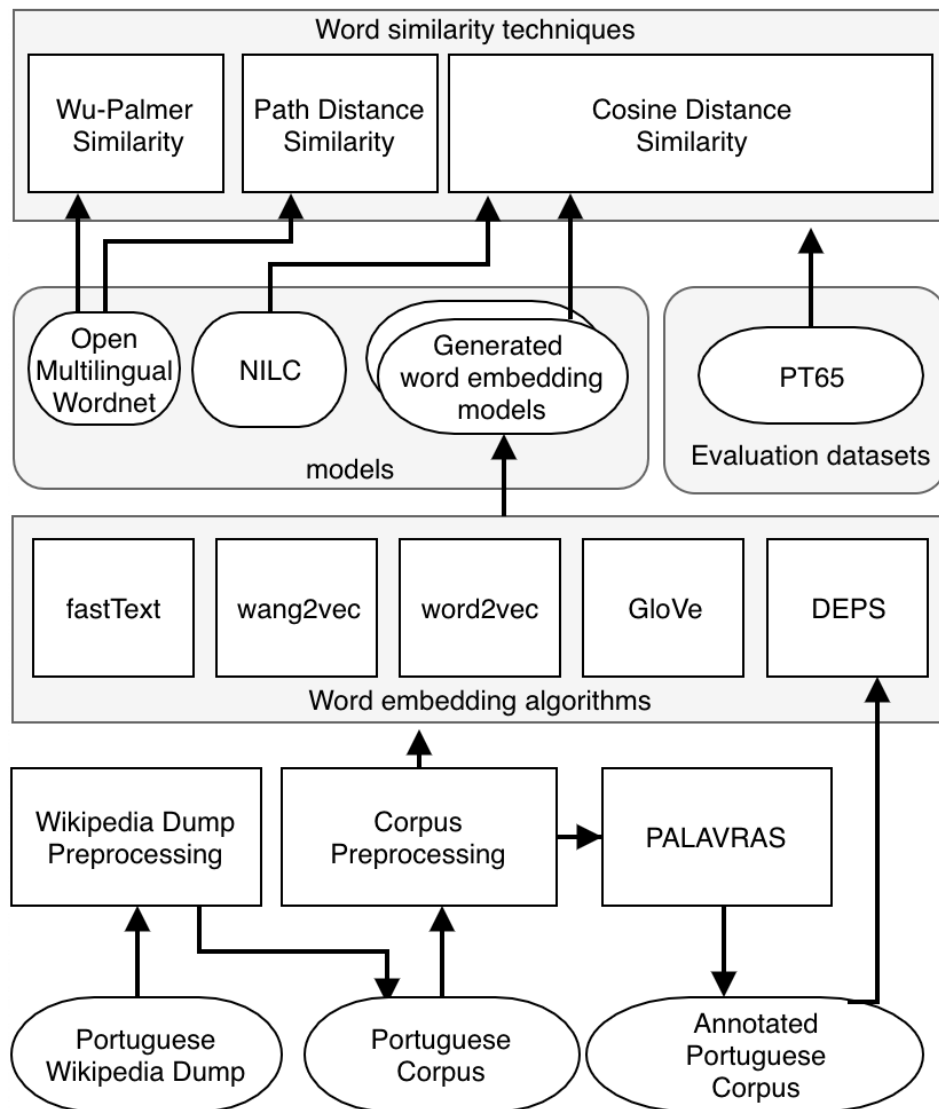 Word similarity techniques
Wu-Palmer
Similarity
Path Distance
Similarity
Cosine Distance
Similarity
Open
Multilingual
Wordnet
NILC
Generated
word embedding
models
models
PT65
Evaluation datasets
fastText
wang2vec
word2vec
GloVe
DEPS
Word embedding algorithms
Wikipedia Dump
Preprocessing
Corpus
Preprocessing
PALAVRAS
Portuguese
Wikipedia Dump
Portuguese
Corpus
Annotated
Portuguese
Corpus